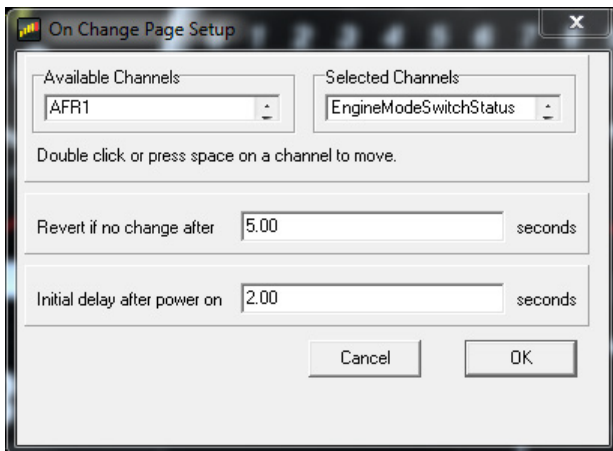 On Change Page Setup
Available Channels
Selected Channels
AFR1
EngineModeSwitchStatus
Double click or press space on a channel to move.
Revert if no change after 5.00 seconds
Initial delay after power on 2.00 seconds
Cancel
OK